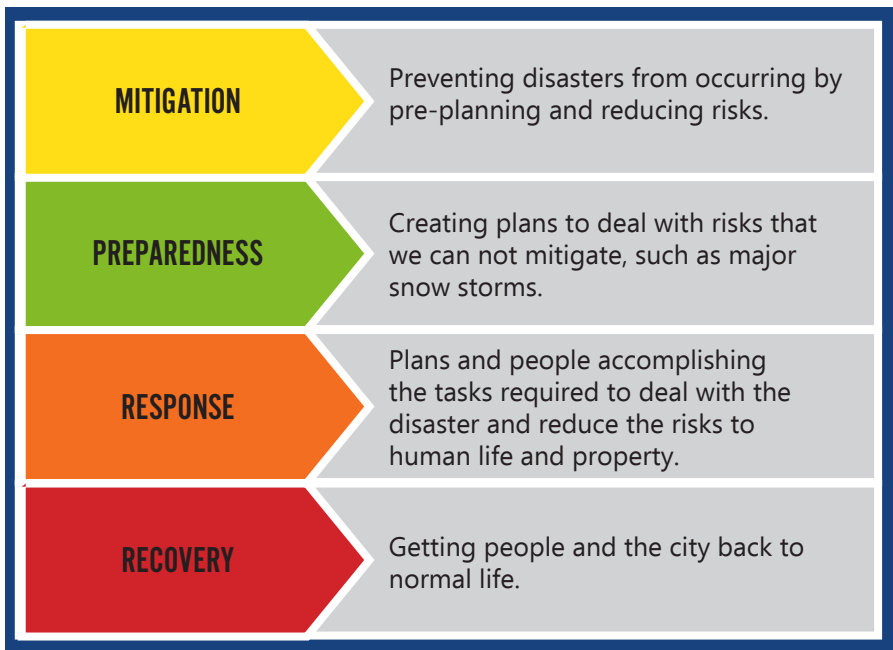 MITIGATION
Preventing disasters from occurring by
pre-planning and reducing risks.
PREPAREDNESS
Creating plans to deal with risks that
we can not mitigate, such as major
snow storms.
RESPONSE
Plans and people accomplishing
the tasks required to deal with the
disaster and reduce the risks to
human life and property.
RECOVERY
Getting people and the city back to
normal life.